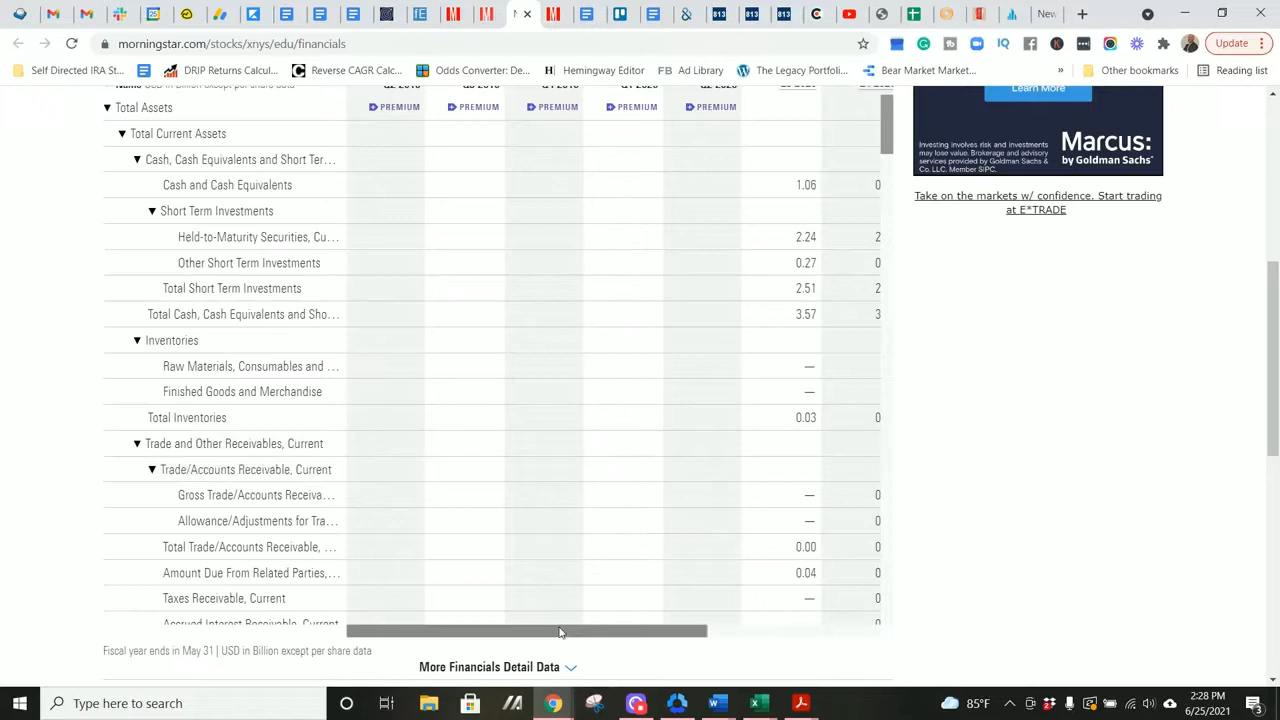 morningstar.com/stocks/xnys/edu/financials
Update
Self Directed IRA St...
DRIP Returns Calcul...
Reverse CAGR Calc...
Odds Converter: De...
Hemingway Editor
FB Ad Library
The Legacy Portfoli...
Bear Market Market...
»
Other bookmarks
Reading list
Total Assets
PREMIUM PREMIUM PREMIUM PREMIUM PREMIUM
Total Current Assets
Cash, Cash Equivalents and Short Ter...
Cash and Cash Equivalents 1.06 0
Short Term Investments
Held-to-Maturity Securities, Cu... 2.24 2
Other Short Term Investments 0.27 0
Total Short Term Investments 2.51 2
Total Cash, Cash Equivalents and Sho... 3.57 3
Inventories
Raw Materials, Consumables and ... —
Finished Goods and Merchandise —
Total Inventories 0.03 0
Trade and Other Receivables, Current
Trade/Accounts Receivable, Current
Gross Trade/Accounts Receiva... — 0
Allowance/Adjustments for Tra... — 0
Total Trade/Accounts Receivable, ... 0.00 0
Amount Due From Related Parties,... 0.04 0
Taxes Receivable, Current — 0
Accrued Interest Receivable, Current
Fiscal year ends in May 31 | USD in Billion except per share data
More Financials Detail Data
Learn More
Investing involves risk and investments
may lose value. Brokerage and advisory
services provided by Goldman Sachs &
Co. LLC. Member SIPC.
Marcus:
by Goldman Sachs®
Take on the markets w/ confidence. Start trading
at E*TRADE
Type here to search
85°F
2:28 PM
6/25/2021